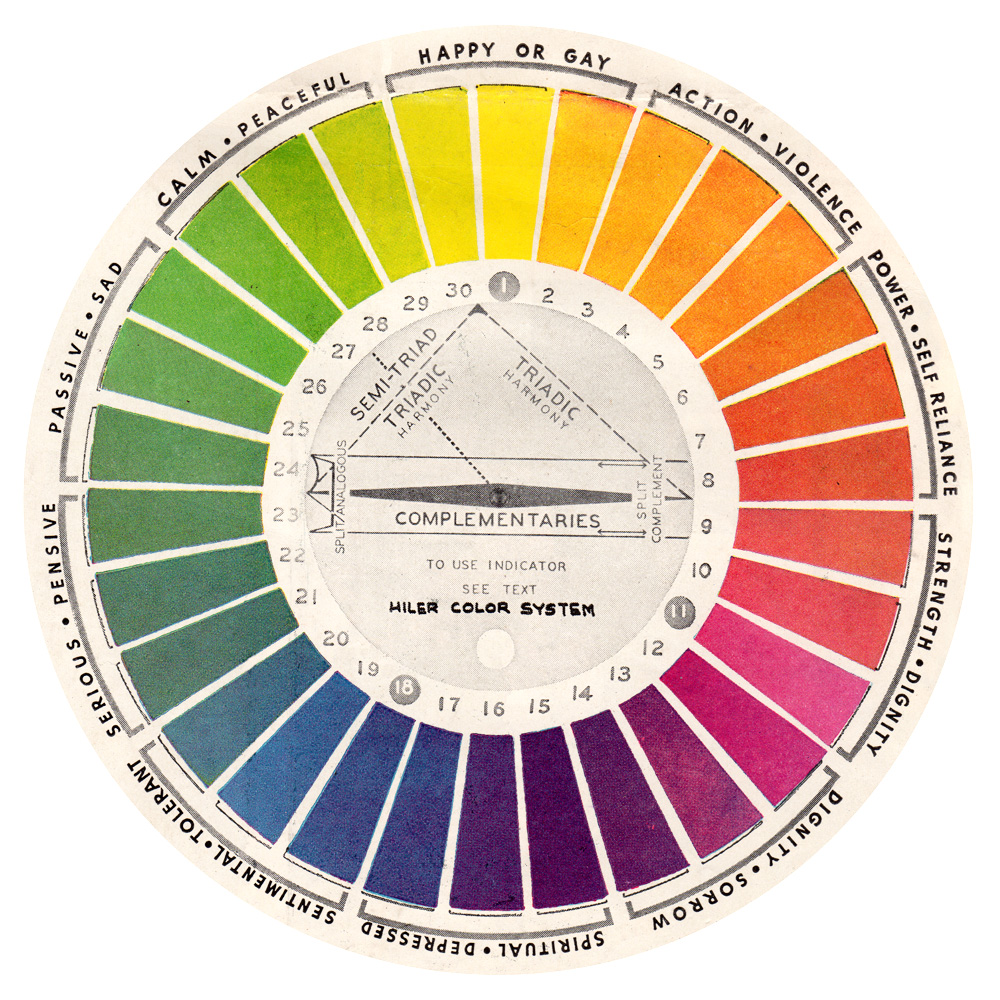 HAPPY OR GAY
ACTION • VIOLENCE
POWER • SELF RELIANCE
STRENGTH • DIGNITY
DIGNITY • SORROW
SPIRITUAL • DEPRESSED
SENTIMENTAL • TOLERANT
SERIOUS • PENSIVE
PASSIVE • SAD
CALM • PEACEFUL
1
2
3
4
5
6
7
8
9
10
11
12
13
14
15
16
17
18
19
20
21
22
23
24
25
26
27
28
29
30
SEMI-TRIAD
TRIADIC
HARMONY
TRIADIC
HARMONY
SPLIT/ANALOGOUS
SPLIT
COMPLEMENT
COMPLEMENTARIES
TO USE INDICATOR
SEE TEXT
HILER COLOR SYSTEM